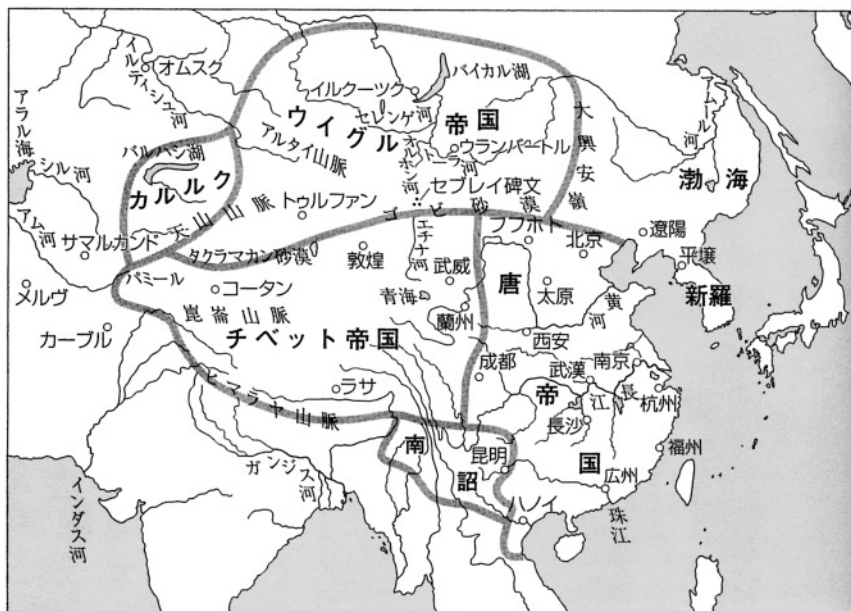 オムスク
イルティシュ河
イルクーツク
バイカル湖
アムール河
アラル海
シル河
アム河
ウイグル帝国
セレンゲ河
アルタイ山脈
オルホン河
トーラ河
ウランバートル
大興安嶺
渤海
バルハシ湖
カルルク
天山山脈
トゥルファン
セブレイ碑文
ゴビ砂漠
サマルカンド
タクラマカン砂漠
敦煌
エチナ河
フフホト
北京
遼陽
平壌
パミール
メルヴ
コータン
武威
青海
唐帝国
太原
黄河
新羅
カーブル
崑崙山脈
チベット帝国
蘭州
西安
成都
武漢
南京
長江
杭州
ラサ
ヒマラヤ山脈
長沙
南詔
昆明
福州
ガンジス河
インダス河
ハノイ
広州
珠江